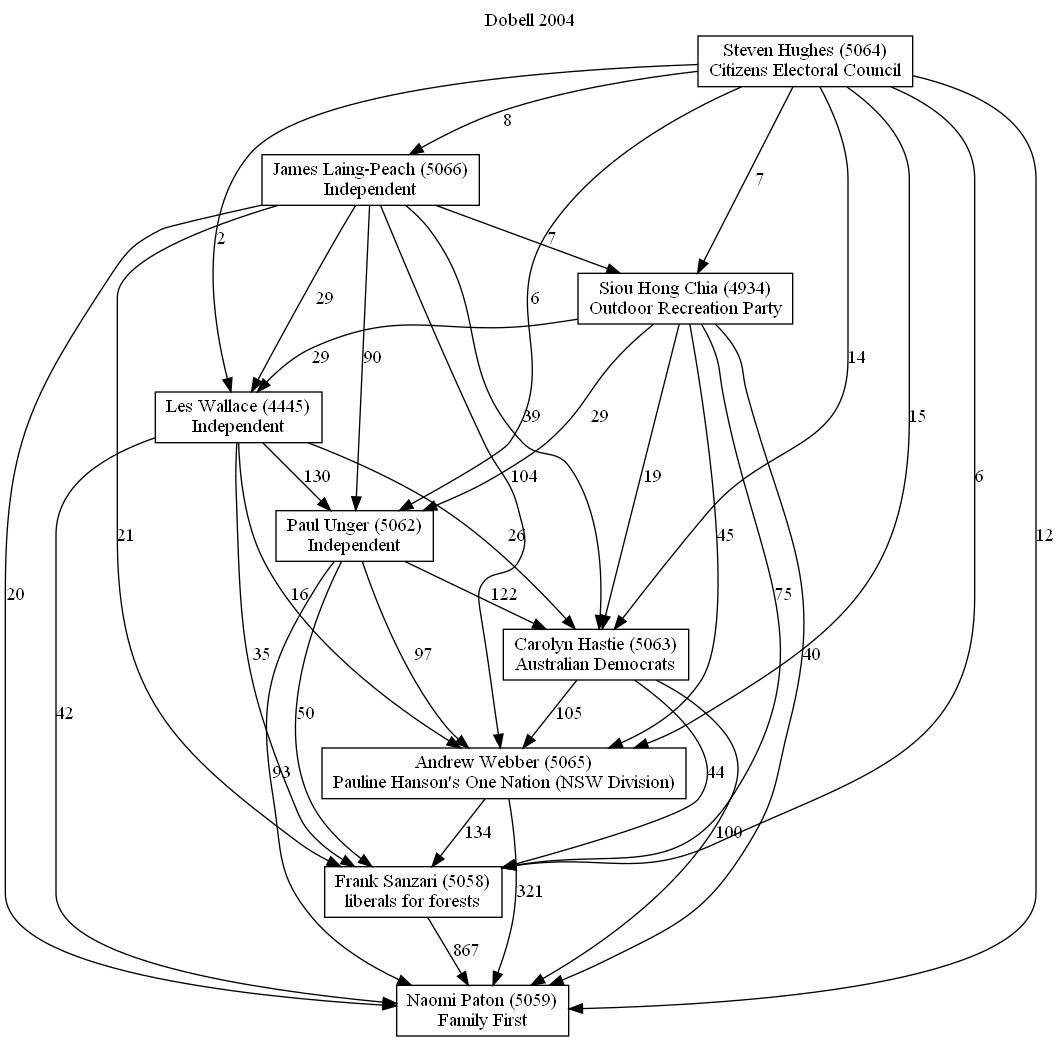 Dobell 2004
Steven Hughes (5064)
Citizens Electoral Council
8
James Laing-Peach (5066)
Independent
7
2
7
29
6
Siou Hong Chia (4934)
Outdoor Recreation Party
29
90
14
Les Wallace (4445)
Independent
39
29
15
130
104
19
6
Paul Unger (5062)
Independent
21
26
45
12
20
16
122
75
Carolyn Hastie (5063)
Australian Democrats
35
97
40
42
50
105
Andrew Webber (5065)
Pauline Hanson's One Nation (NSW Division)
93
44
134
100
Frank Sanzari (5058)
liberals for forests
321
867
Naomi Paton (5059)
Family First